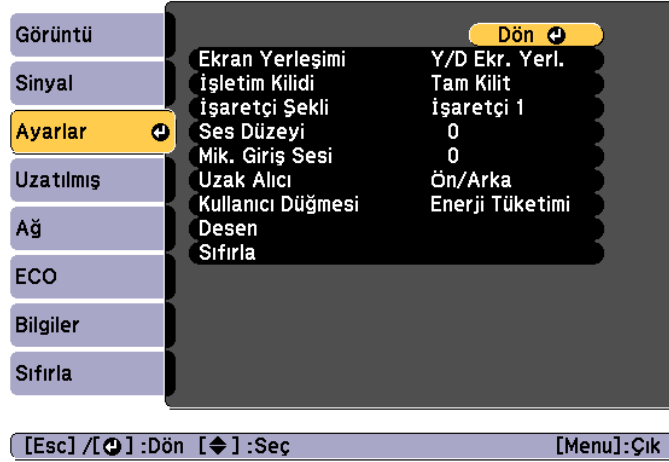 Görüntü
Sinyal
Ayarlar
Uzatılmış
Ağ
ECO
Bilgiler
Sıfırla
Dön
Ekran Yerleşimi Y/D Ekr. Yerl.
İşletim Kilidi Tam Kilit
İşaretçi Şekli İşaretçi 1
Ses Düzeyi 0
Mik. Giriş Sesi 0
Uzak Alıcı Ön/Arka
Kullanıcı Düğmesi Enerji Tüketimi
Desen
Sıfırla
[Esc] /[⏎] :Dön [◆] :Seç [Menu]:Çık